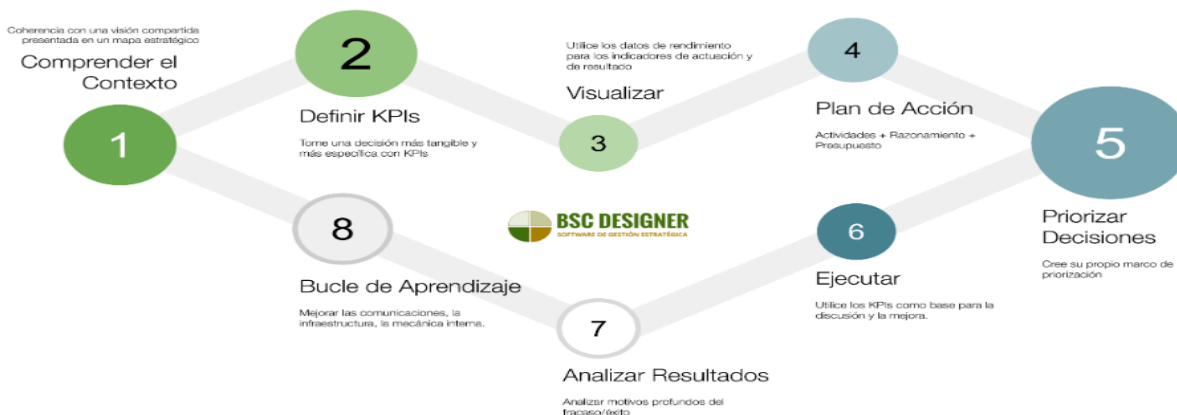 Coherencia con una visión compartida
presentada en un mapa estratégico
Comprender el
Contexto
1
2
Definir KPIs
Tome una decisión más tangible y
más específica con KPIs
Utilice los datos de rendimiento
para los indicadores de actuación y
de resultado
Visualizar
3
4
Plan de Acción
Actividades + Razonamiento +
Presupuesto
5
Priorizar
Decisiones
Cree su propio marco de
priorización
6
Ejecutar
Utilice los KPIs como base para la
discusión y la mejora.
7
Analizar Resultados
Analizar motivos profundos del
fracaso/éxito
8
Bucle de Aprendizaje
Mejorar las comunicaciones, la
infraestructura, la mecánica interna.
BSC DESIGNER
SOFTWARE DE GESTIÓN ESTRATÉGICA